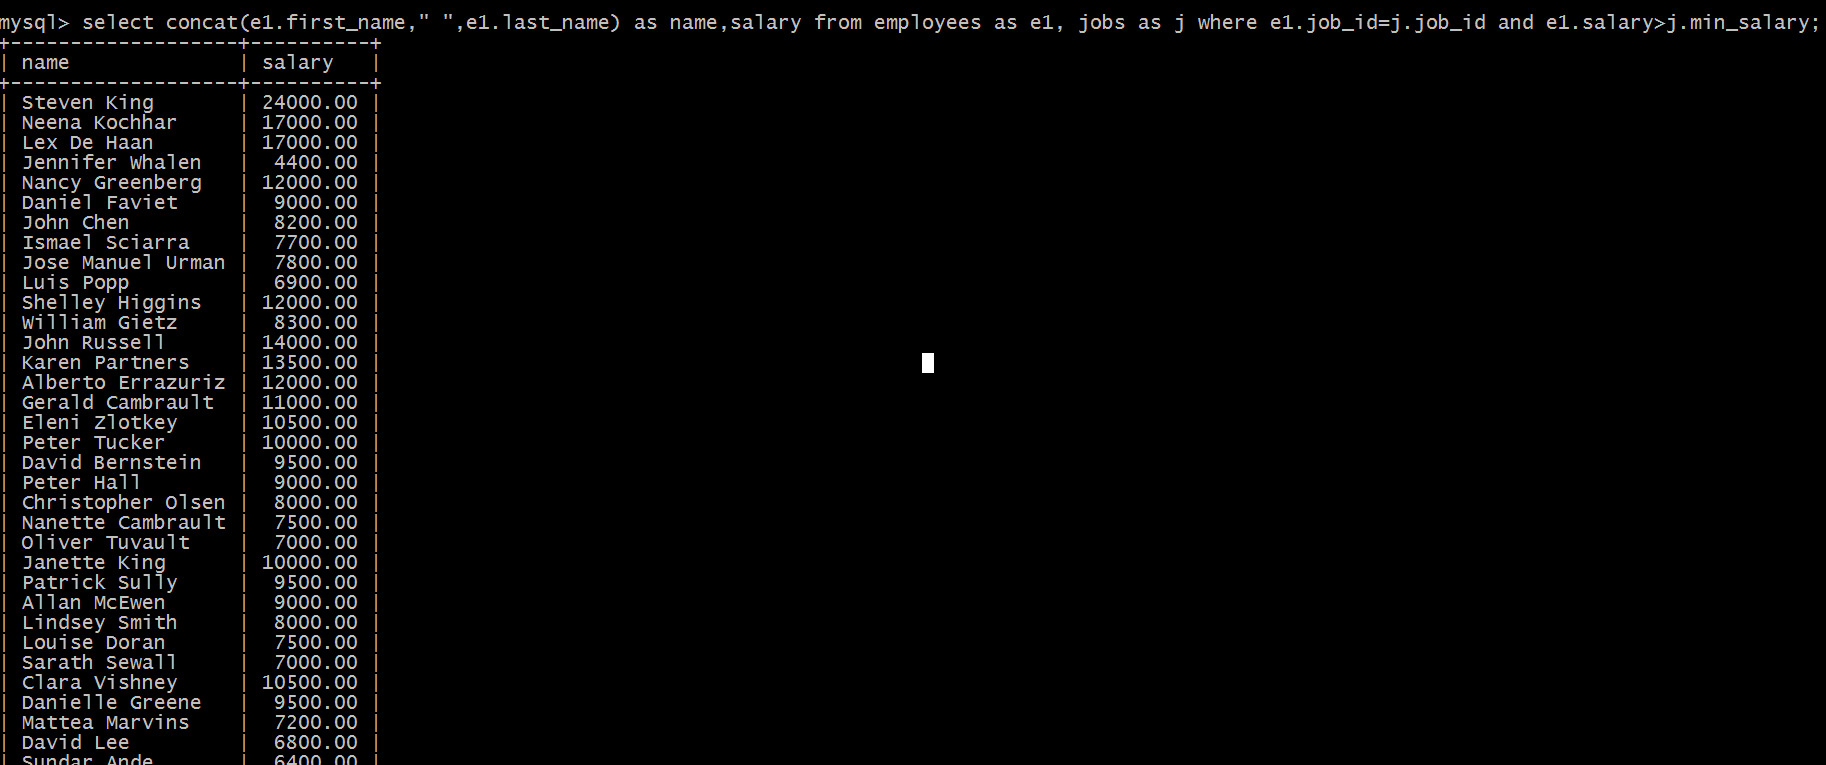 mysql> select concat(e1.first_name," ",e1.last_name) as name,salary from employees as e1, jobs as j where e1.job_id=j.job_id and e1.salary>j.min_salary;
+-------------------+----------+
| name              | salary   |
+-------------------+----------+
| Steven King       | 24000.00 |
| Neena Kochhar     | 17000.00 |
| Lex De Haan       | 17000.00 |
| Jennifer Whalen   |  4400.00 |
| Nancy Greenberg   | 12000.00 |
| Daniel Faviet     |  9000.00 |
| John Chen         |  8200.00 |
| Ismael Sciarra    |  7700.00 |
| Jose Manuel Urman |  7800.00 |
| Luis Popp         |  6900.00 |
| Shelley Higgins   | 12000.00 |
| William Gietz     |  8300.00 |
| John Russell      | 14000.00 |
| Karen Partners    | 13500.00 |
| Alberto Errazuriz | 12000.00 |
| Gerald Cambrault  | 11000.00 |
| Eleni Zlotkey     | 10500.00 |
| Peter Tucker      | 10000.00 |
| David Bernstein   |  9500.00 |
| Peter Hall        |  9000.00 |
| Christopher Olsen |  8000.00 |
| Nanette Cambrault |  7500.00 |
| Oliver Tuvault    |  7000.00 |
| Janette King      | 10000.00 |
| Patrick Sully     |  9500.00 |
| Allan McEwen      |  9000.00 |
| Lindsey Smith     |  8000.00 |
| Louise Doran      |  7500.00 |
| Sarath Sewall     |  7000.00 |
| Clara Vishney     | 10500.00 |
| Danielle Greene   |  9500.00 |
| Mattea Marvins    |  7200.00 |
| David Lee         |  6800.00 |
| Sundar Ande       |  6400.00 |